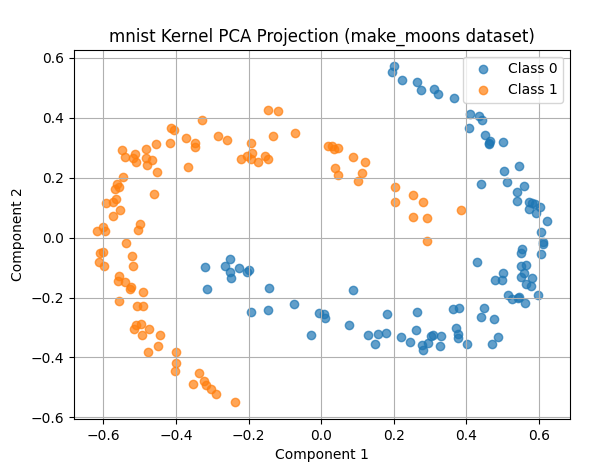 mnist Kernel PCA Projection (make_moons dataset)
Class 0
Class 1
Component 2
0.6
0.4
0.2
0.0
−0.2
−0.4
−0.6
−0.6 −0.4 −0.2 0.0 0.2 0.4 0.6
Component 1